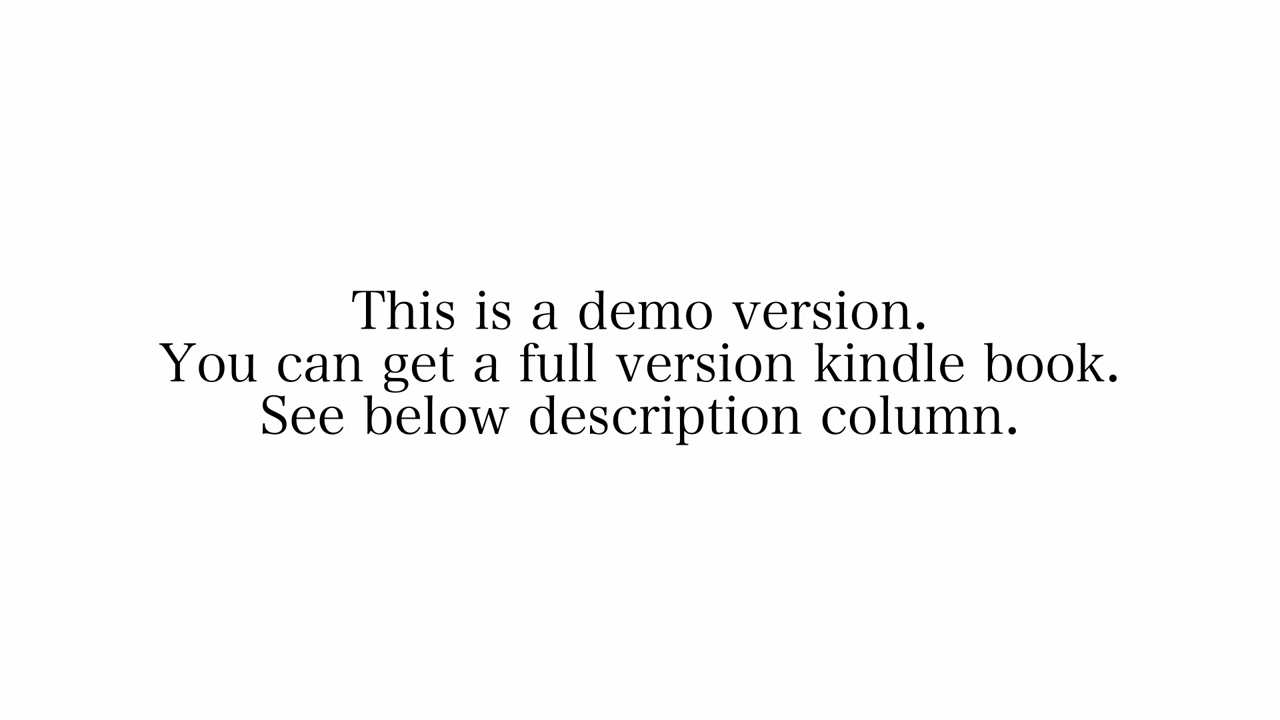 This is a demo version.
You can get a full version kindle book.
See below description column.